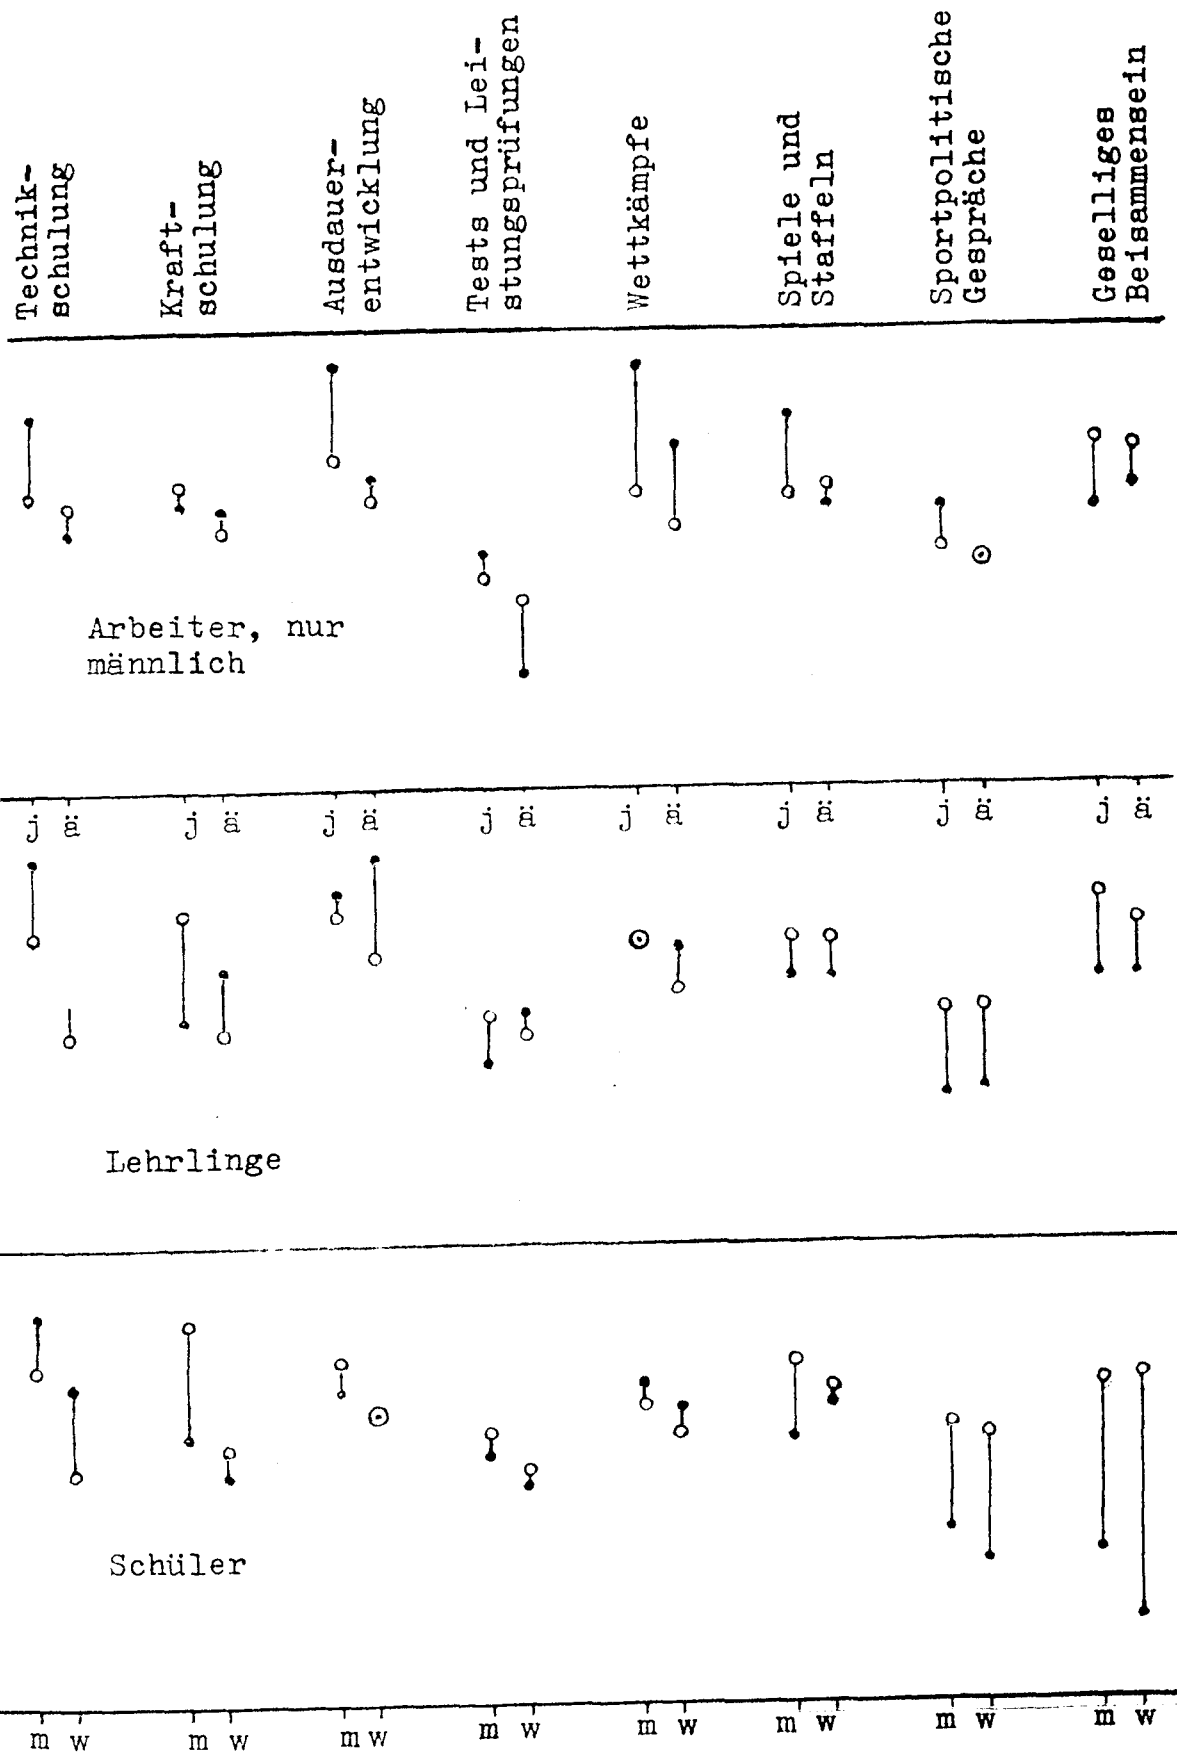 Technik-
schulung
Kraft-
schulung
Ausdauer-
entwicklung
Tests und Lei-
stungsprüfungen
Wettkämpfe
Spiele und
Staffeln
Sportpolitische
Gespräche
Geselliges
Beisammensein
Arbeiter, nur
männlich
j ä j ä j ä j ä j ä j ä j ä j ä
Lehrlinge
Schüler
m w m w m w m w m w m w m w m w